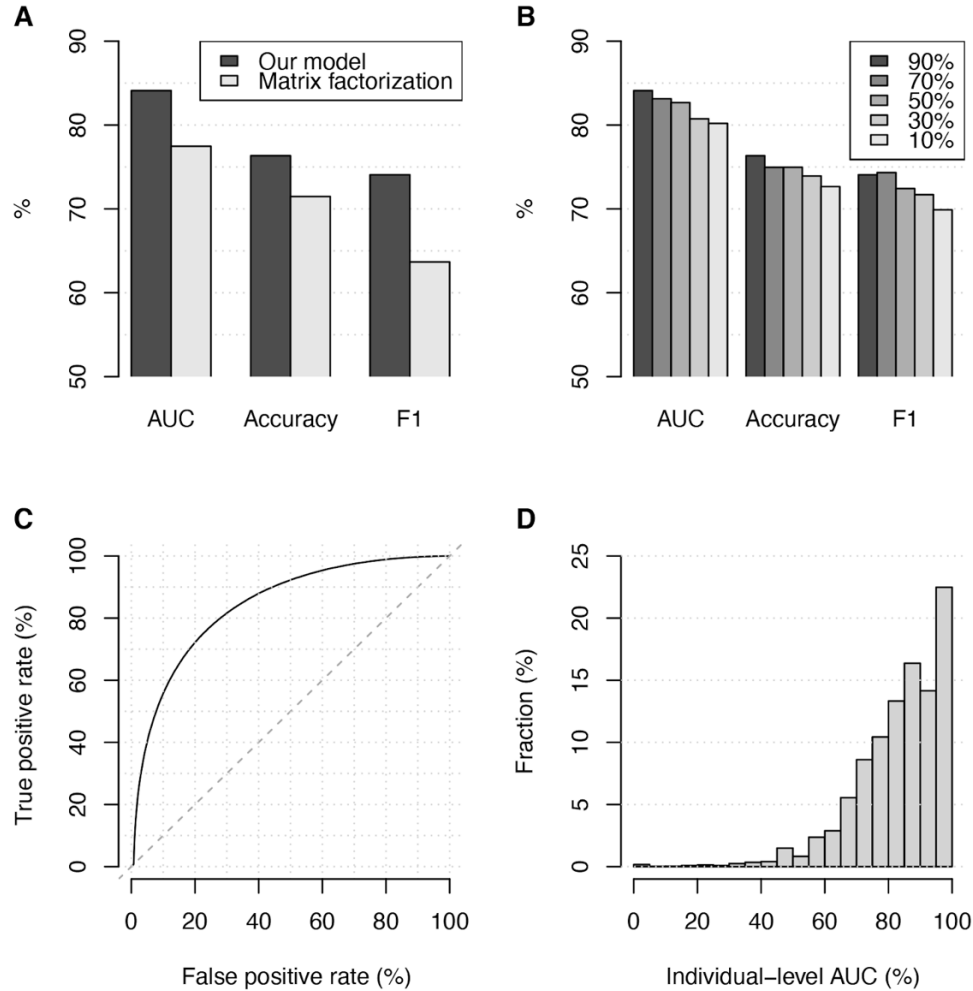 A
90
80
70
60
50
%
Our model
Matrix factorization
AUC Accuracy F1
B
90
80
70
60
50
%
90%
70%
50%
30%
10%
AUC Accuracy F1
C
100
80
60
40
20
0
True positive rate (%)
0 20 40 60 80 100
False positive rate (%)
D
25
20
15
10
5
0
Fraction (%)
0 20 40 60 80 100
Individual−level AUC (%)